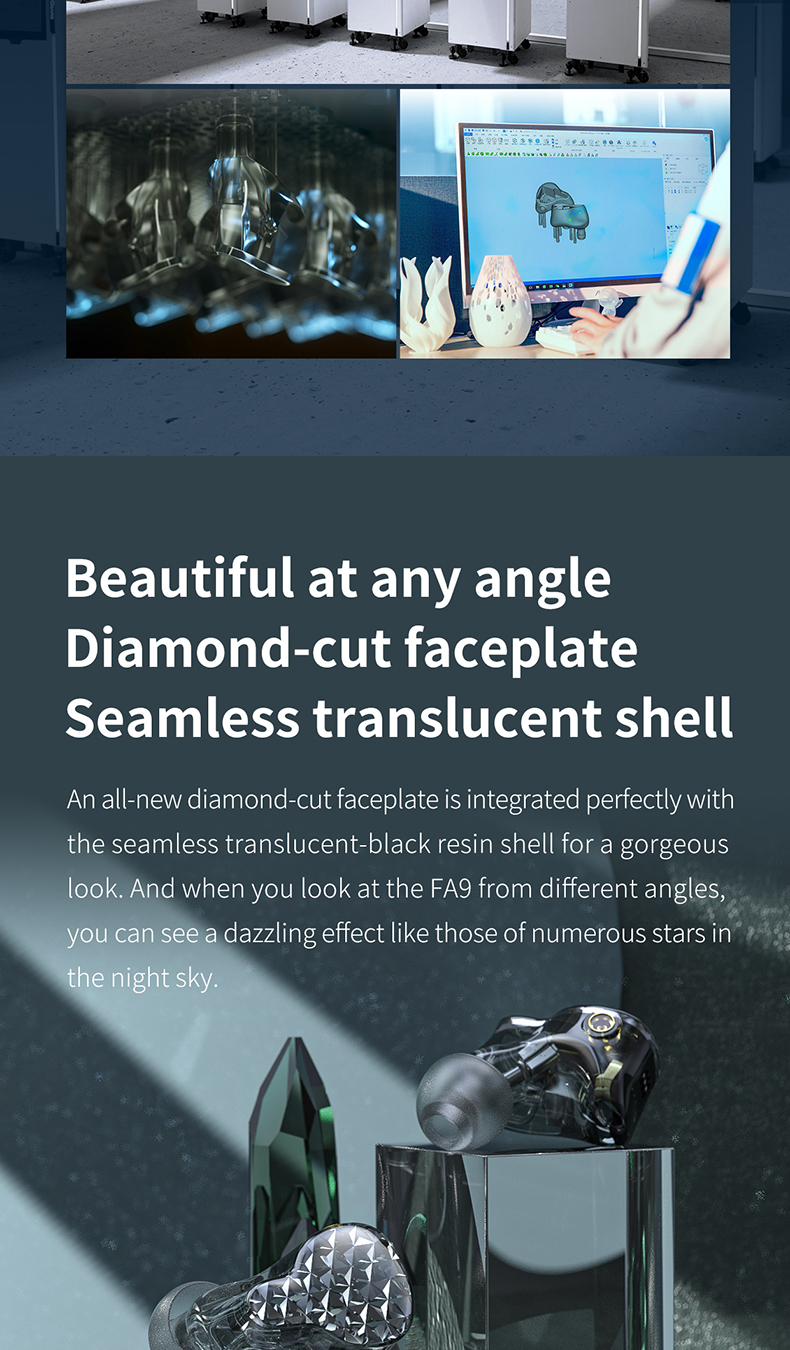 Beautiful at any angle
Diamond-cut faceplate
Seamless translucent shell
An all-new diamond-cut faceplate is integrated perfectly with
the seamless translucent-black resin shell for a gorgeous
look. And when you look at the FA9 from different angles,
you can see a dazzling effect like those of numerous stars in
the night sky.